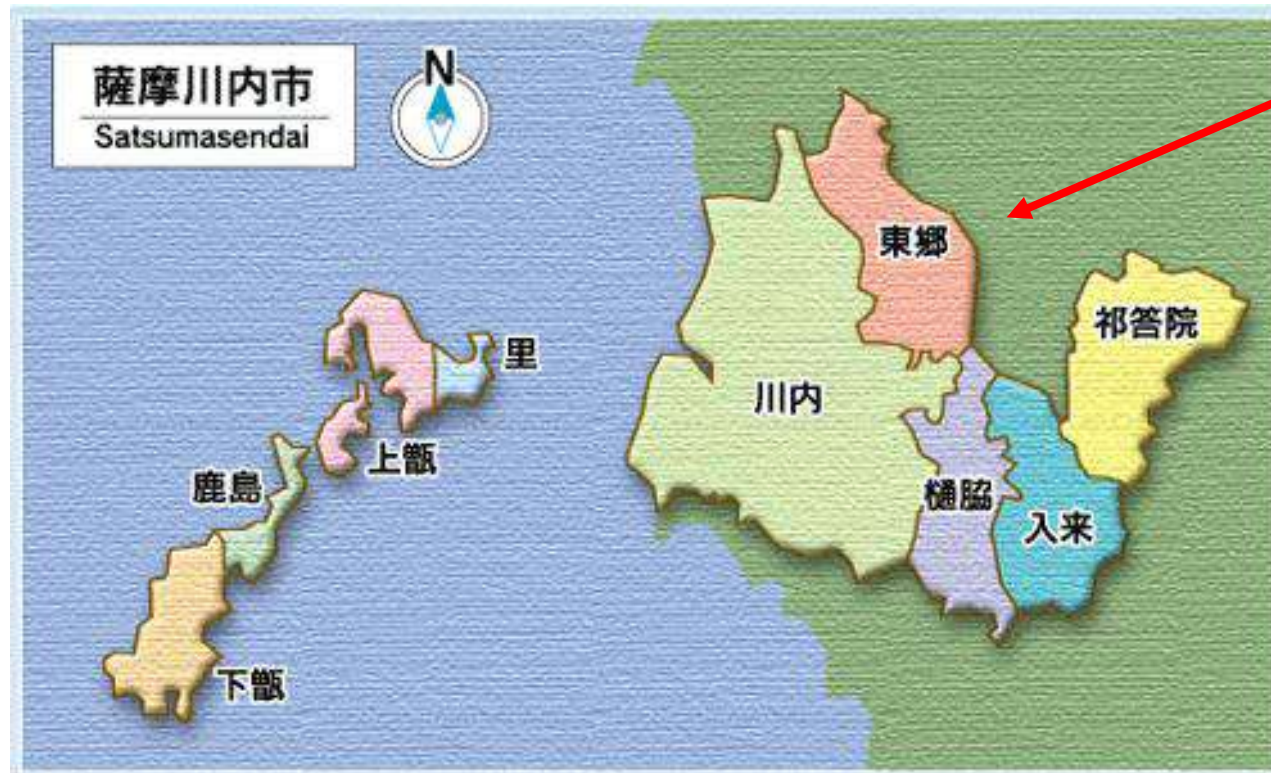 薩摩川内市
Satsumasendai
N
東郷
祁答院
里
川内
上甑
鹿島
樋脇
入来
下甑